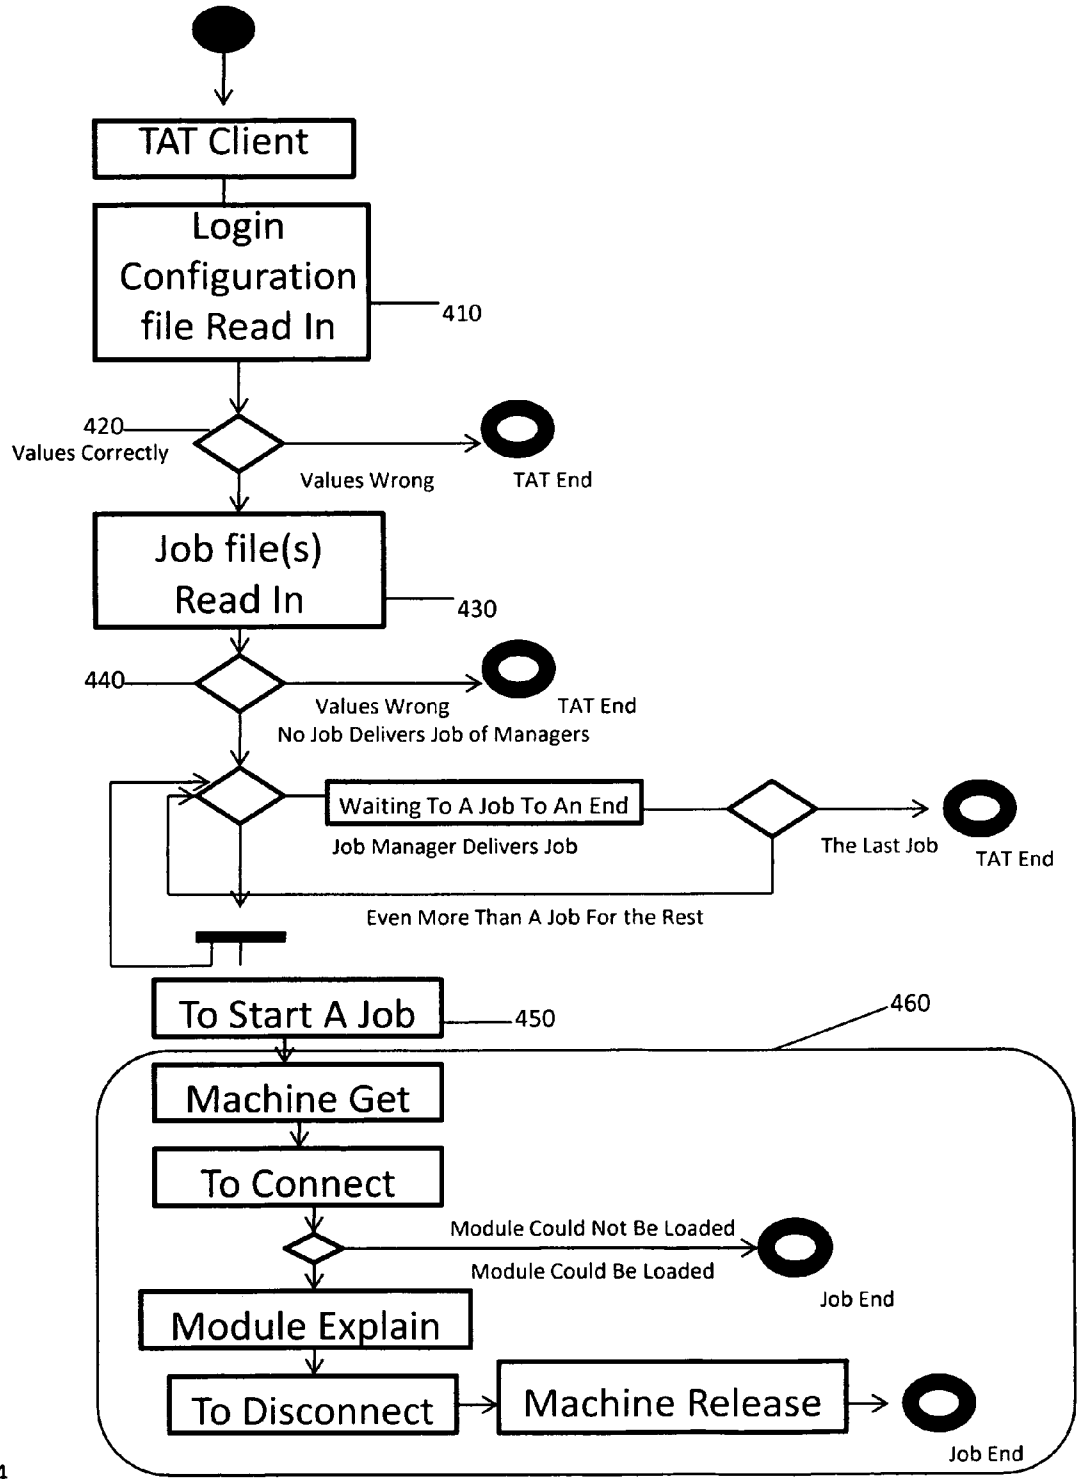 TAT Client
Login
Configuration
file Read In
410
420
Values Correctly
Values Wrong
TAT End
Job file(s)
Read In
430
440
Values Wrong
TAT End
No Job Delivers Job of Managers
Waiting To A Job To An End
Job Manager Delivers Job
The Last Job
TAT End
Even More Than A Job For the Rest
To Start A Job
450
460
Machine Get
To Connect
Module Could Not Be Loaded
Module Could Be Loaded
Job End
Module Explain
To Disconnect
Machine Release
Job End